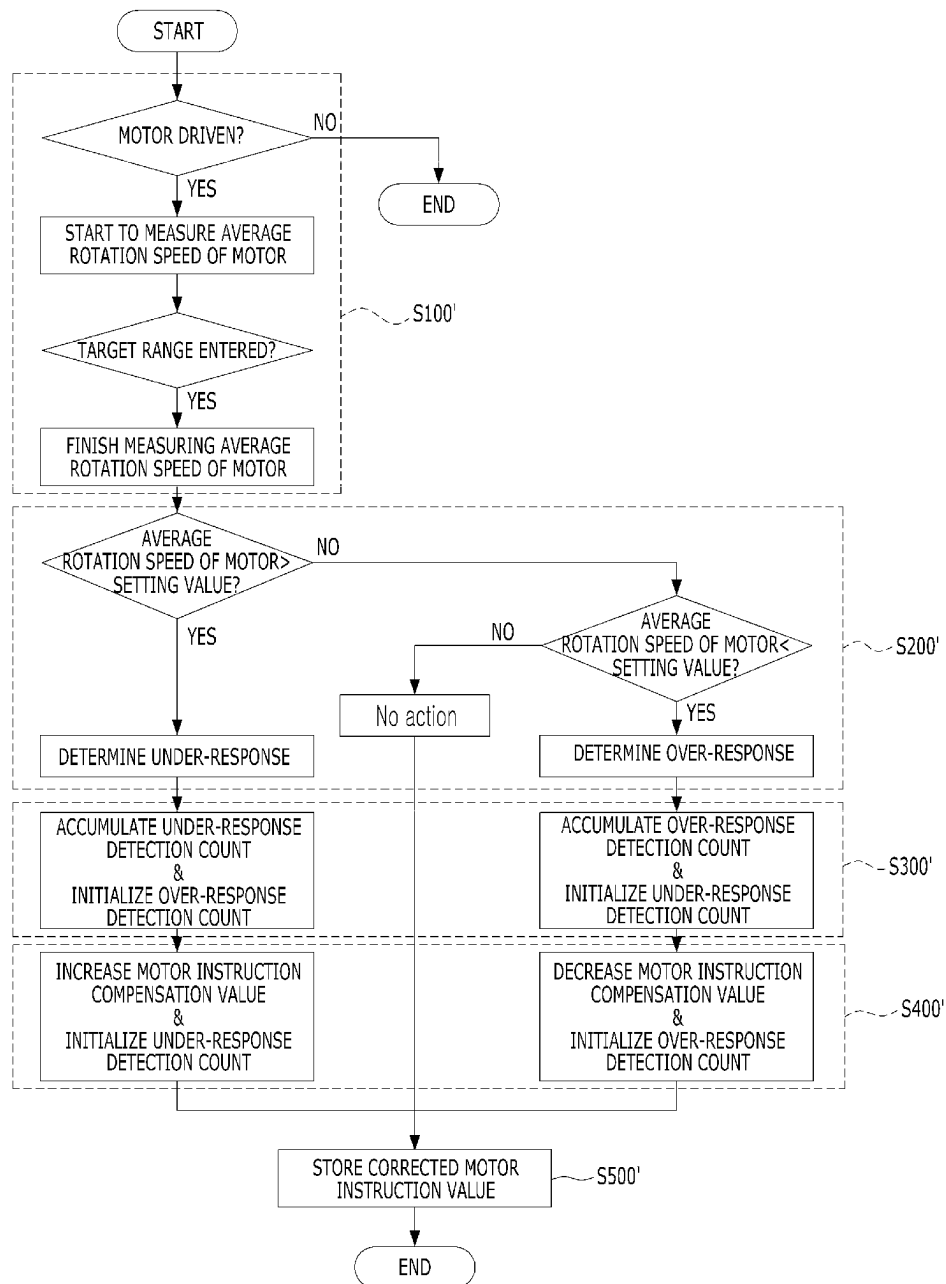 START
MOTOR DRIVEN?
NO
YES
END
START TO MEASURE AVERAGE
ROTATION SPEED OF MOTOR
S100'
TARGET RANGE ENTERED?
YES
FINISH MEASURING AVERAGE
ROTATION SPEED OF MOTOR
AVERAGE
ROTATION SPEED OF MOTOR>
SETTING VALUE?
NO
YES
AVERAGE
ROTATION SPEED OF MOTOR<
SETTING VALUE?
NO
YES
S200'
No action
DETERMINE UNDER-RESPONSE
DETERMINE OVER-RESPONSE
ACCUMULATE UNDER-RESPONSE
DETECTION COUNT
&
INITIALIZE OVER-RESPONSE
DETECTION COUNT
ACCUMULATE OVER-RESPONSE
DETECTION COUNT
&
INITIALIZE UNDER-RESPONSE
DETECTION COUNT
S300'
INCREASE MOTOR INSTRUCTION
COMPENSATION VALUE
&
INITIALIZE UNDER-RESPONSE
DETECTION COUNT
DECREASE MOTOR INSTRUCTION
COMPENSATION VALUE
&
INITIALIZE OVER-RESPONSE
DETECTION COUNT
S400'
STORE CORRECTED MOTOR
INSTRUCTION VALUE
S500'
END